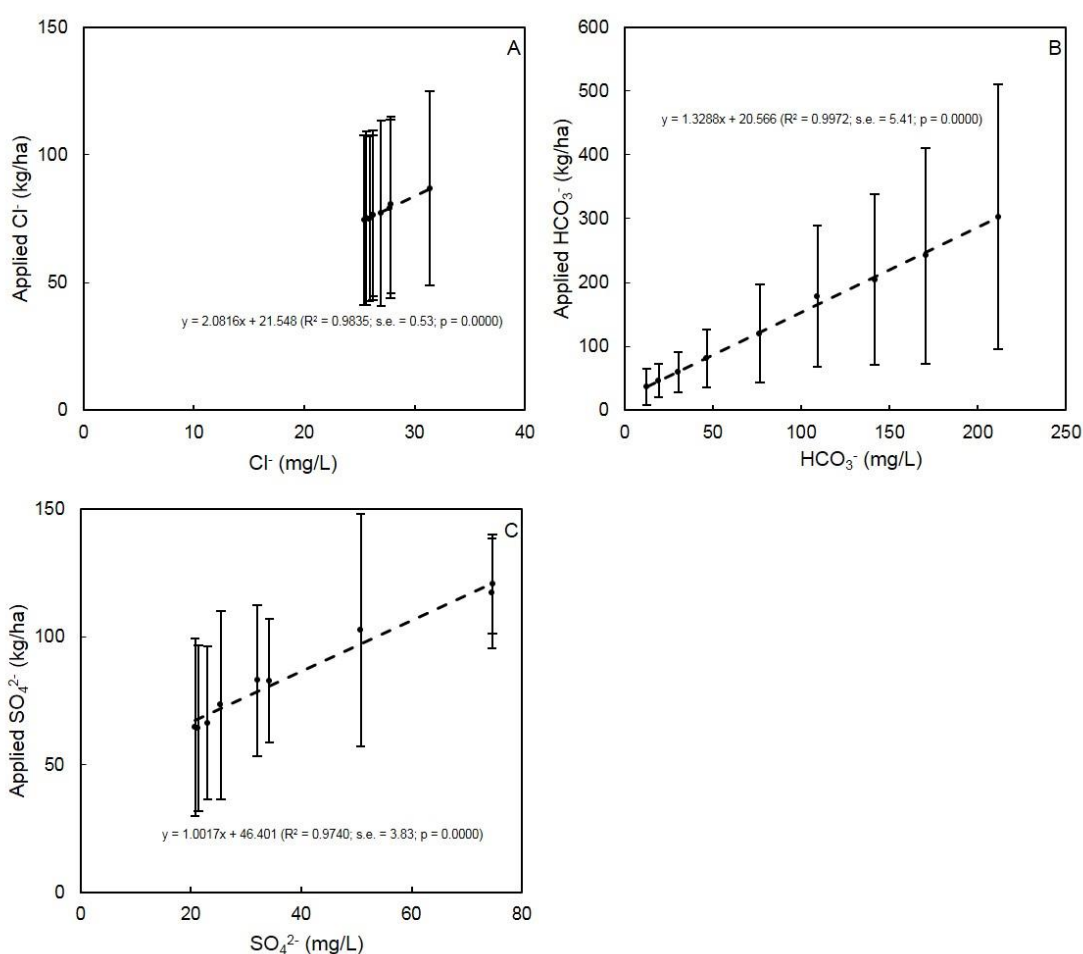 A
150
100
50
0
Applied Cl⁻ (kg/ha)
y = 2.0816x + 21.548 (R² = 0.9835; s.e. = 0.53; p = 0.0000)
0 10 20 30 40
Cl⁻ (mg/L)
B
600
500
400
300
200
100
0
Applied HCO₃⁻ (kg/ha)
y = 1.3288x + 20.566 (R² = 0.9972; s.e. = 5.41; p = 0.0000)
0 50 100 150 200 250
HCO₃⁻ (mg/L)
C
150
100
50
0
Applied SO₄²⁻ (kg/ha)
y = 1.0017x + 46.401 (R² = 0.9740; s.e. = 3.83; p = 0.0000)
0 20 40 60 80
SO₄²⁻ (mg/L)